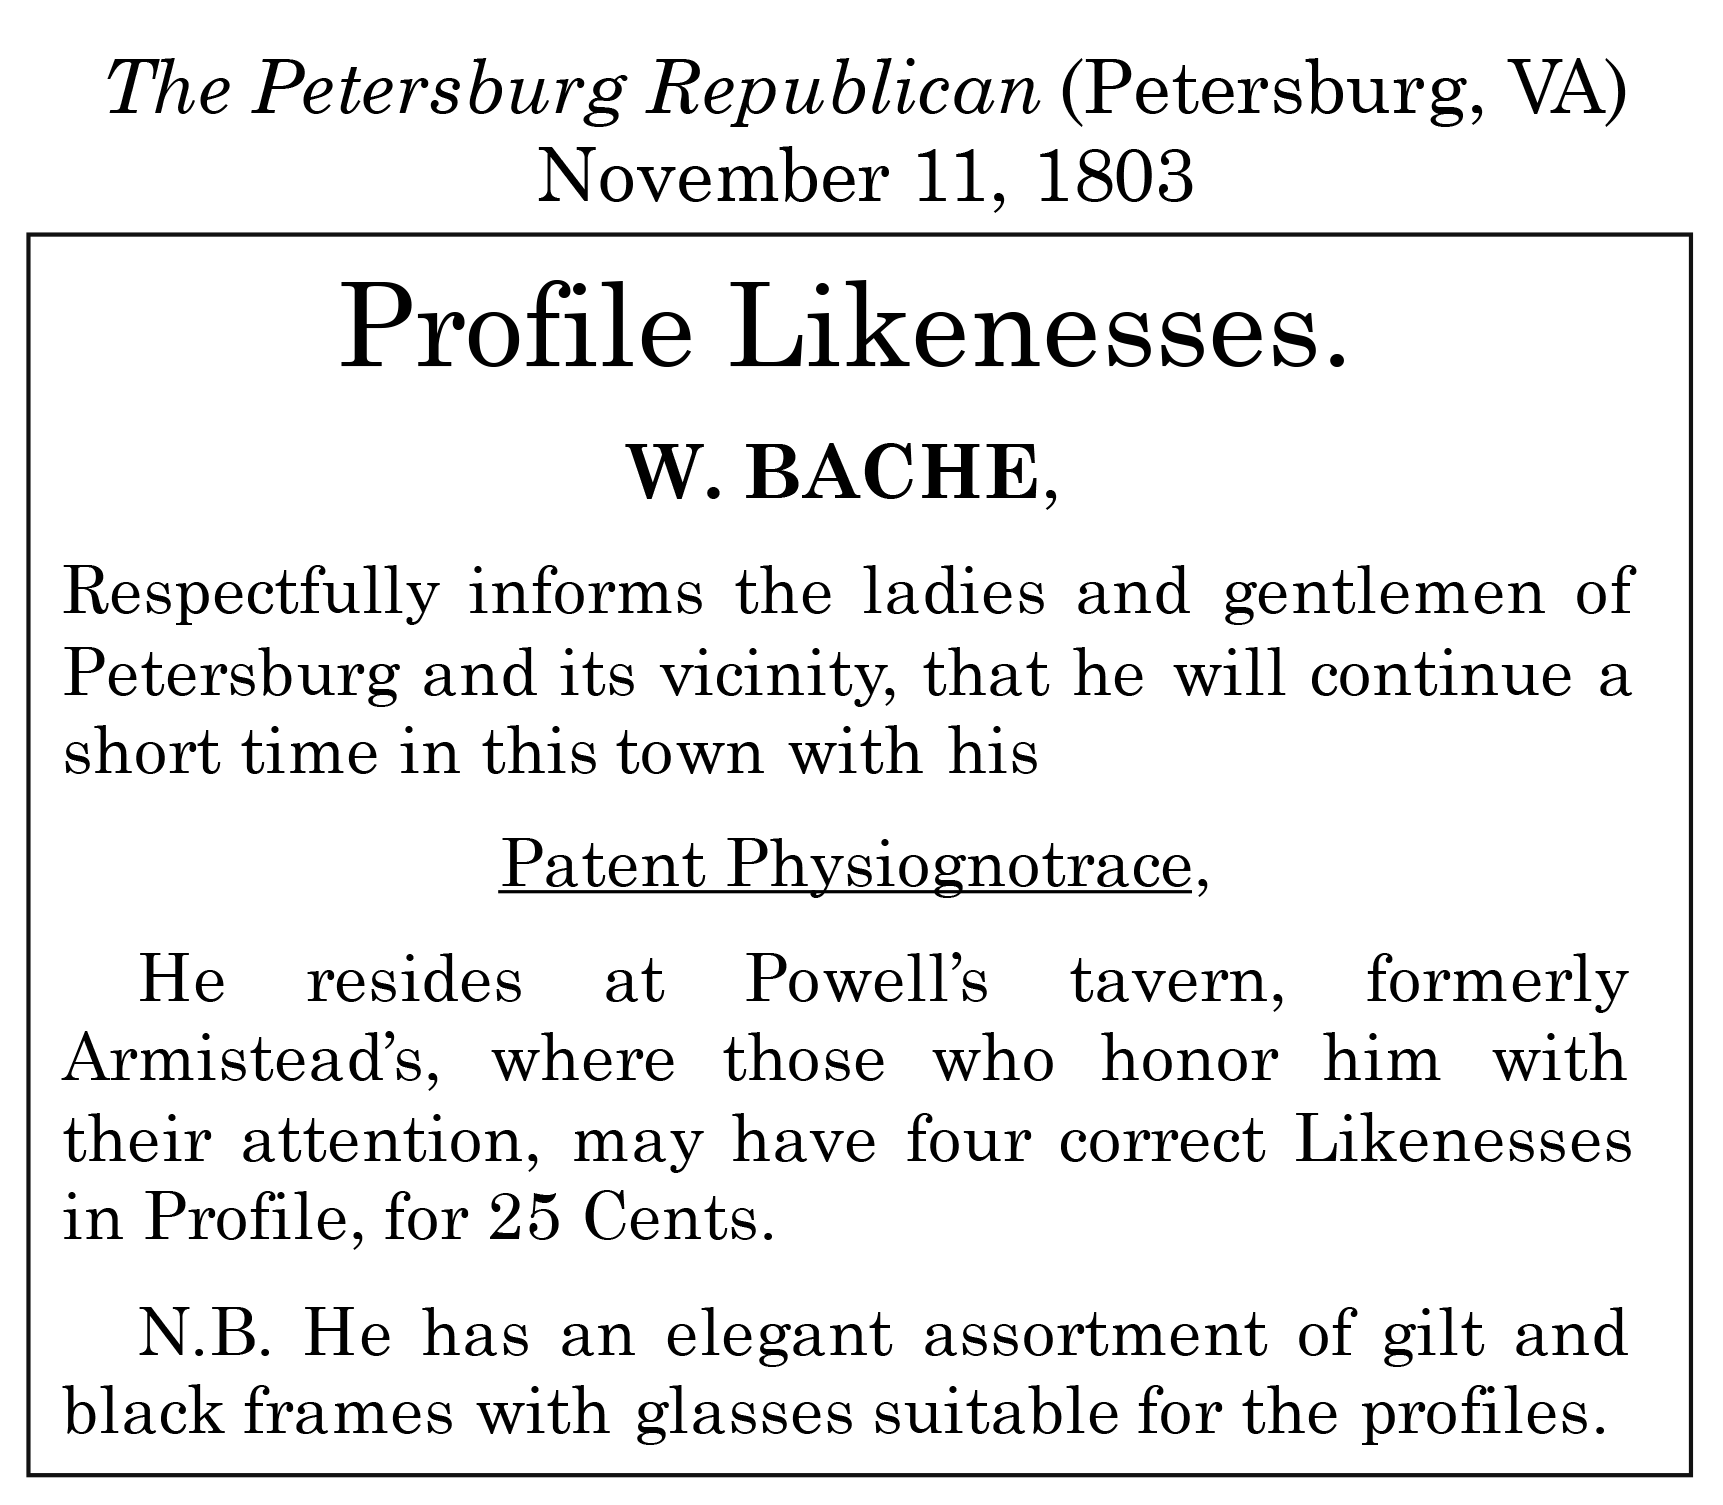 The Petersburg Republican (Petersburg, VA)
November 11, 1803
Profile Likenesses.
W. BACHE,
Respectfully informs the ladies and gentlemen of
Petersburg and its vicinity, that he will continue a
short time in this town with his
Patent Physiognotrace,
He resides at Powell’s tavern, formerly
Armistead’s, where those who honor him with
their attention, may have four correct Likenesses
in Profile, for 25 Cents.
N.B. He has an elegant assortment of gilt and
black frames with glasses suitable for the profiles.